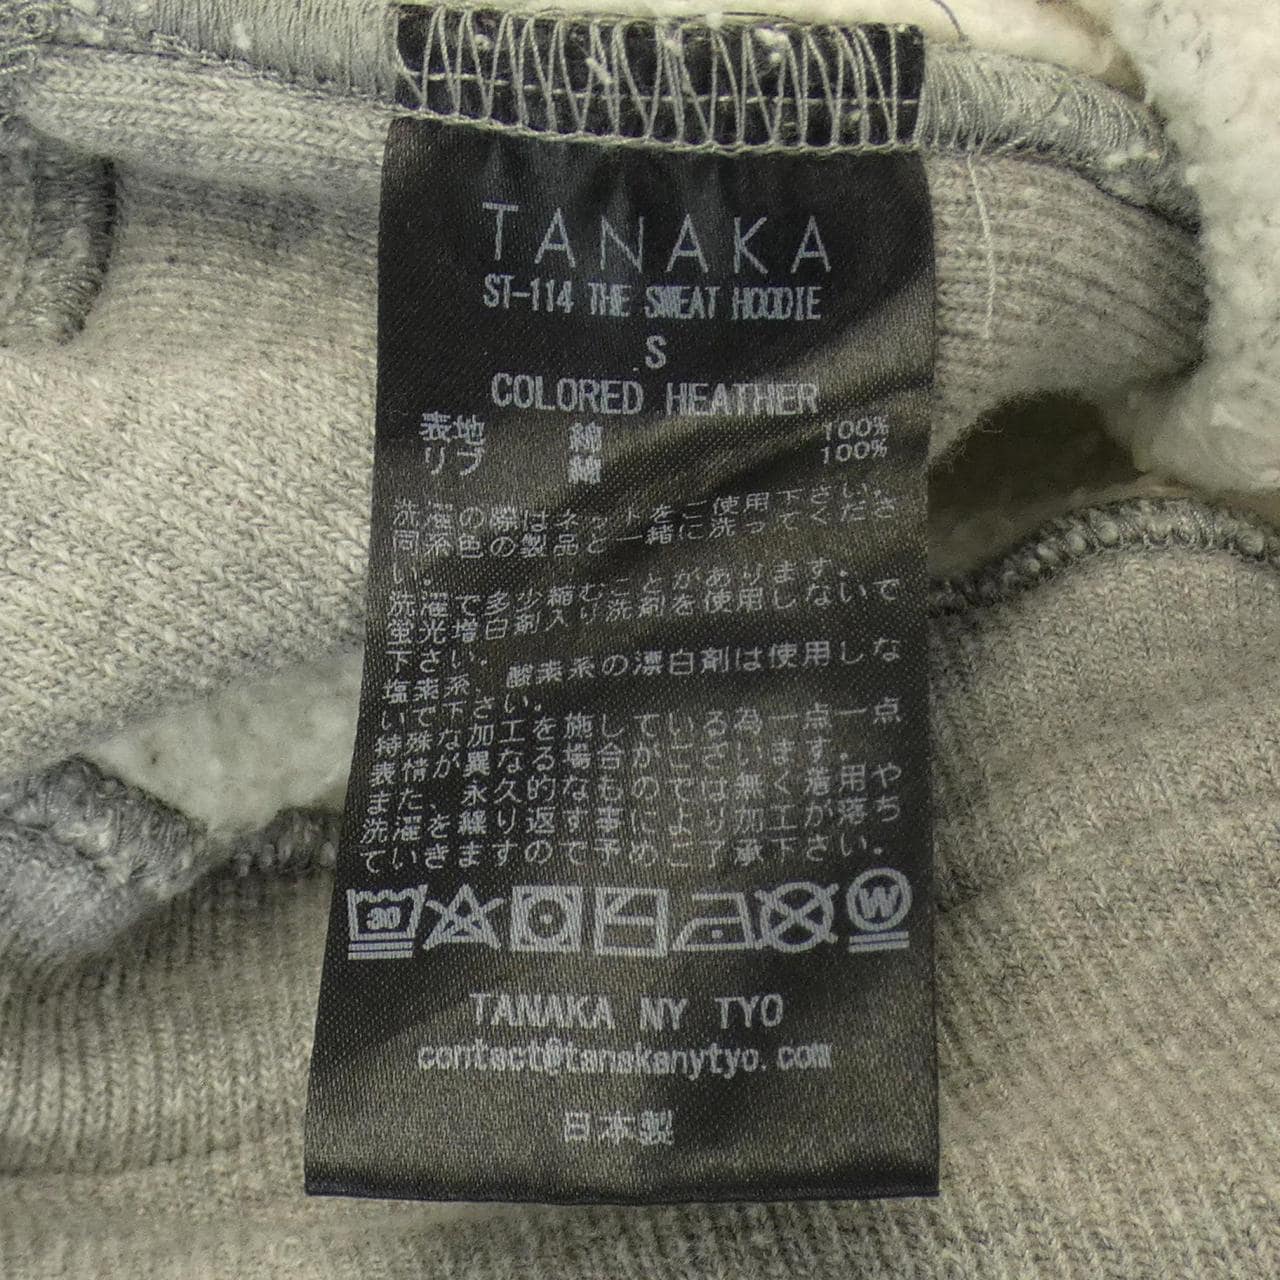 TANAKA
ST-114 THE SWEAT HOODIE
S
COLORED HEATHER
表地 綿 100%
リブ 綿 100%
洗濯の際はネットをご使用下さい。
同系色の製品と一緒に洗ってくださ
い。
洗濯で多少縮むことがあります。
蛍光増白剤入り洗剤を使用しないで
下さい。
塩素系、酸素系の漂白剤は使用しな
いで下さい。
特殊な加工を施している為一点一点
表情が異なる場合がございます。
また、永久的なものでは無く着用や
洗濯を繰り返す事により加工が落ち
ていきますので予めご了承下さい。
30 W
TANAKA NY TYO
contact@tanakanytyo.com
日本製